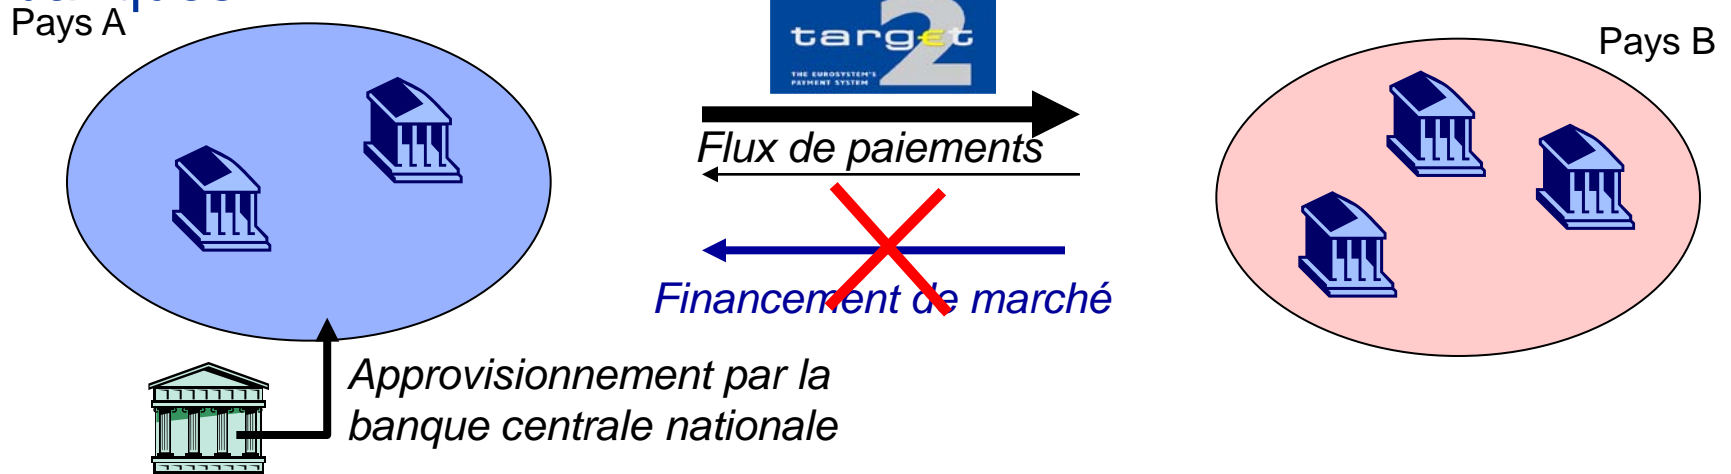 Pays A
target
2
THE EUROSYSTEM'S
PAYMENT SYSTEM
Pays B
Flux de paiements
Financement de marché
Approvisionnement par la
banque centrale nationale